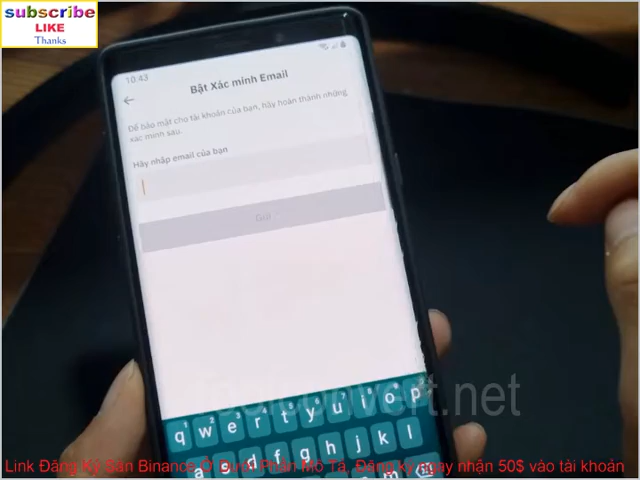 subscribe
LIKE
Thanks
10:43
Bật Xác minh Email
Để bảo mật cho tài khoản của bạn, hãy hoàn thành những
xác minh sau.
Hãy nhập email của bạn
Gửi
toolconvert.net
q w e r t y u i o p
a s d f g h j k l
Link Đăng Ký Sàn Binance Ở Dưới Phần Mô Tả, Đăng ký ngay nhận 50$ vào tài khoản